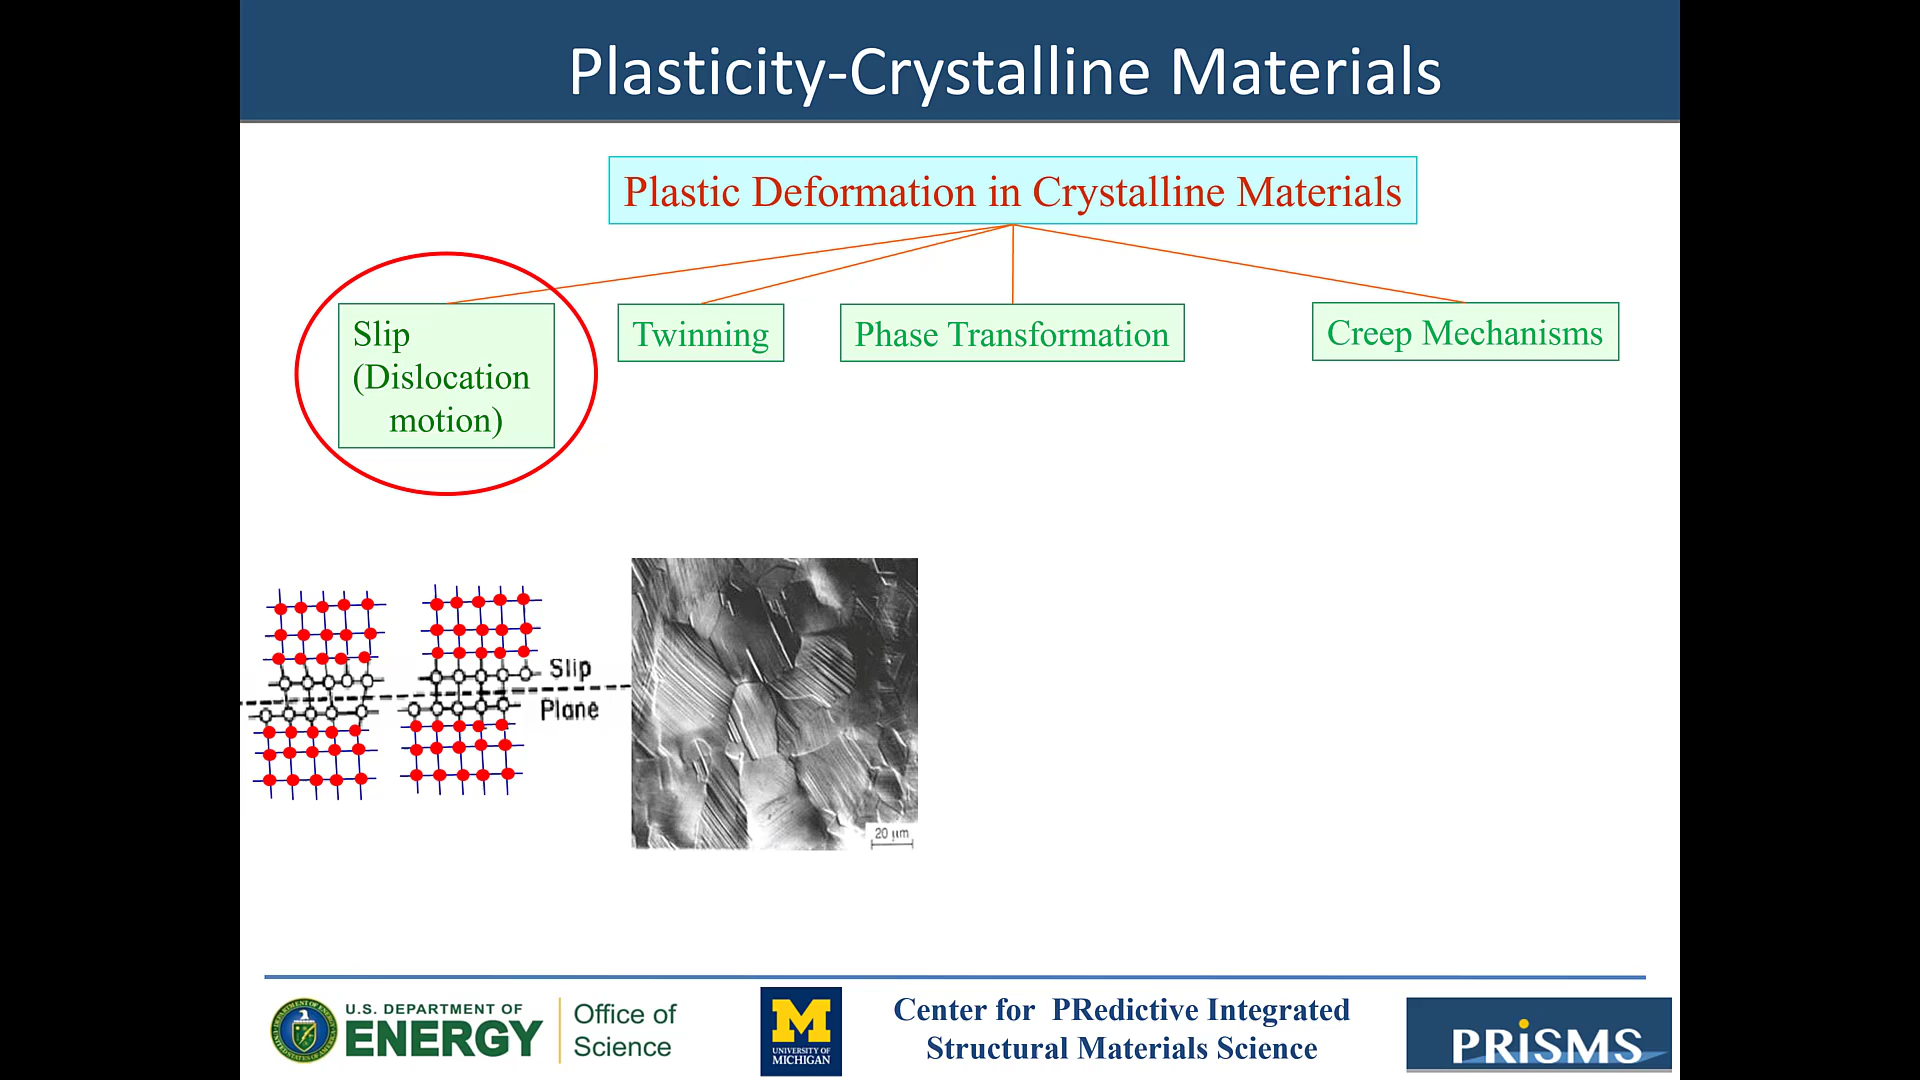 Plasticity-Crystalline Materials
Plastic Deformation in Crystalline Materials
Slip
(Dislocation
motion)
Twinning
Phase Transformation
Creep Mechanisms
Slip
Plane
20 µm
U.S. DEPARTMENT OF
ENERGY
Office of
Science
M
UNIVERSITY OF
MICHIGAN
Center for PRedictive Integrated
Structural Materials Science
PRiSMS